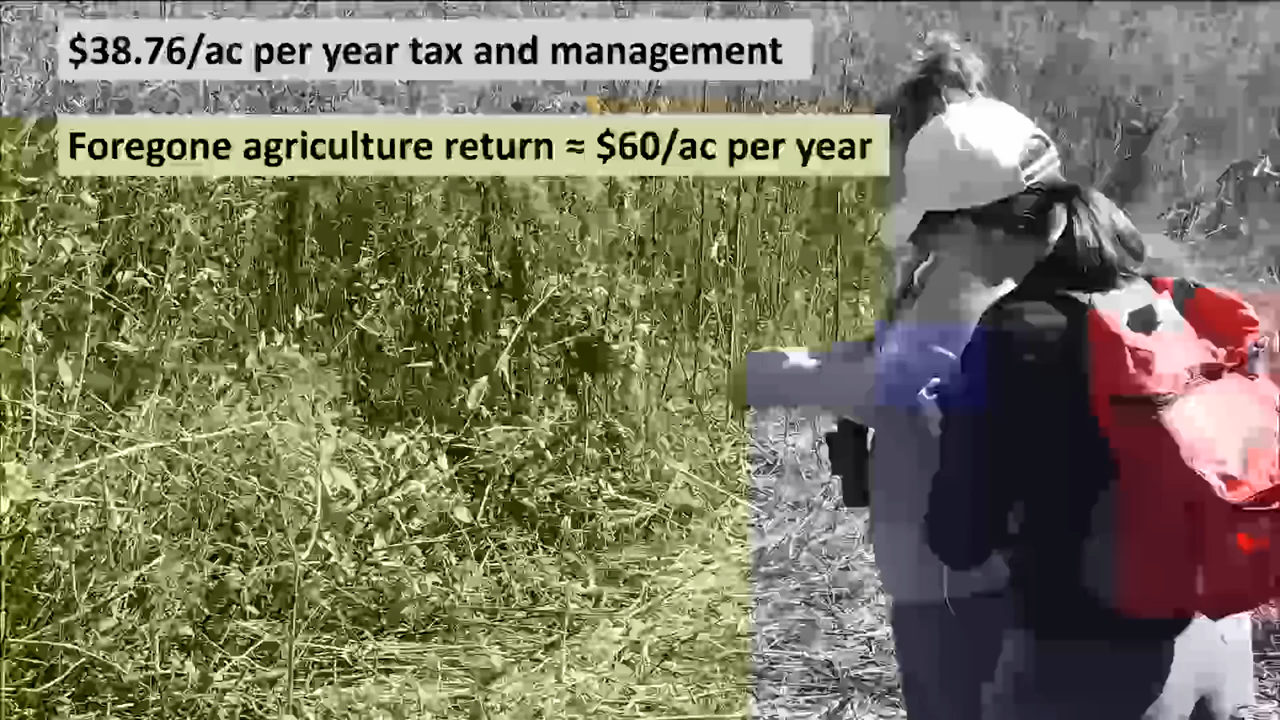 $38.76/ac per year tax and management
Foregone agriculture return ≈ $60/ac per year